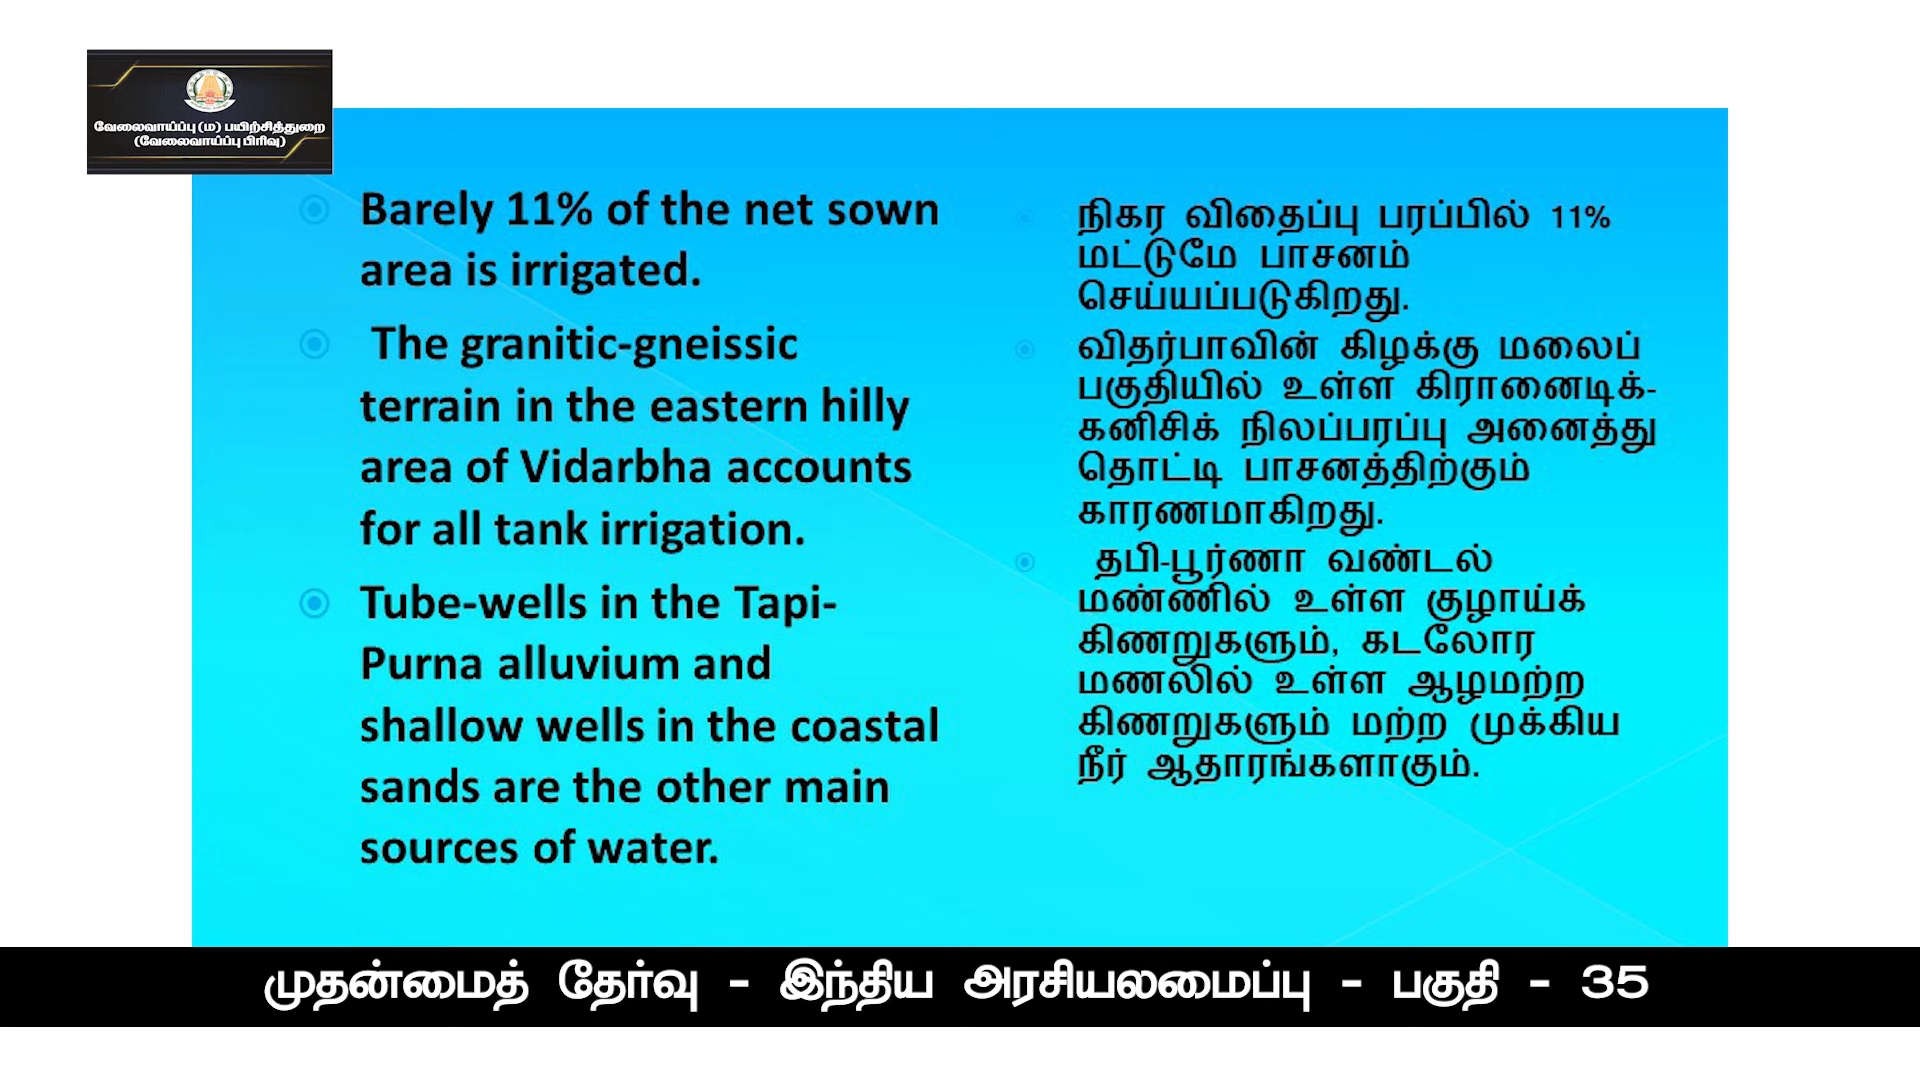 வேலைவாய்ப்பு (ம) பயிற்சித்துறை
(வேலைவாய்ப்பு பிரிவு)
Barely 11% of the net sown
area is irrigated.
The granitic-gneissic
terrain in the eastern hilly
area of Vidarbha accounts
for all tank irrigation.
Tube-wells in the Tapi-
Purna alluvium and
shallow wells in the coastal
sands are the other main
sources of water.
நிகர விதைப்பு பரப்பில் 11%
மட்டுமே பாசனம்
செய்யப்படுகிறது.
விதர்பாவின் கிழக்கு மலைப்
பகுதியில் உள்ள கிரானைடிக்-
கனிசிக் நிலப்பரப்பு அனைத்து
தொட்டி பாசனத்திற்கும்
காரணமாகிறது.
தபி-பூர்ணா வண்டல்
மண்ணில் உள்ள குழாய்க்
கிணறுகளும், கடலோர
மணலில் உள்ள ஆழமற்ற
கிணறுகளும் மற்ற முக்கிய
நீர் ஆதாரங்களாகும்.
முதன்மைத் தேர்வு - இந்திய அரசியலமைப்பு - பகுதி - 35